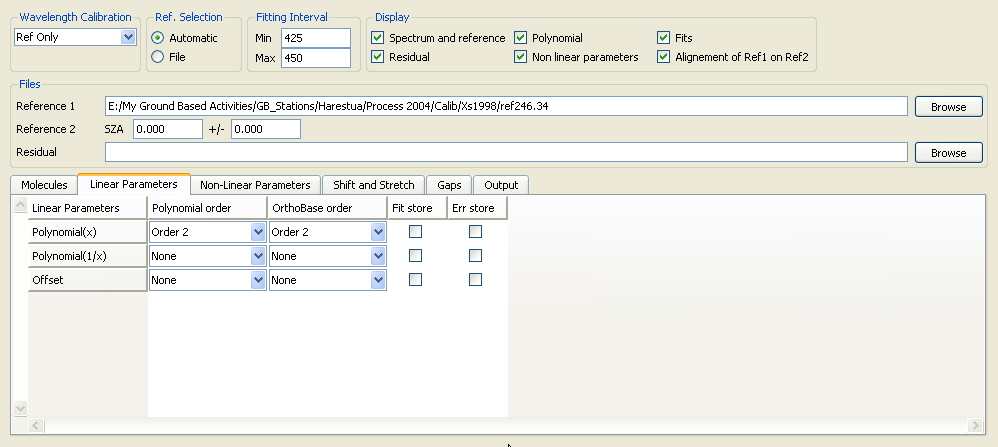 Wavelength Calibration Ref. Selection Fitting Interval Display
Ref Only Automatic Min 425 Spectrum and reference Polynomial Fits
File Max 450 Residual Non linear parameters Alignement of Ref1 on Ref2
Files
Reference 1 E:/My Ground Based Activities/GB_Stations/Harestua/Process 2004/Calib/Xs1998/ref246.34 Browse
Reference 2 SZA 0.000 +/- 0.000
Residual Browse
Molecules Linear Parameters Non-Linear Parameters Shift and Stretch Gaps Output
Linear Parameters Polynomial order OrthoBase order Fit store Err store
Polynomial(x) Order 2 Order 2
Polynomial(1/x) None None
Offset None None